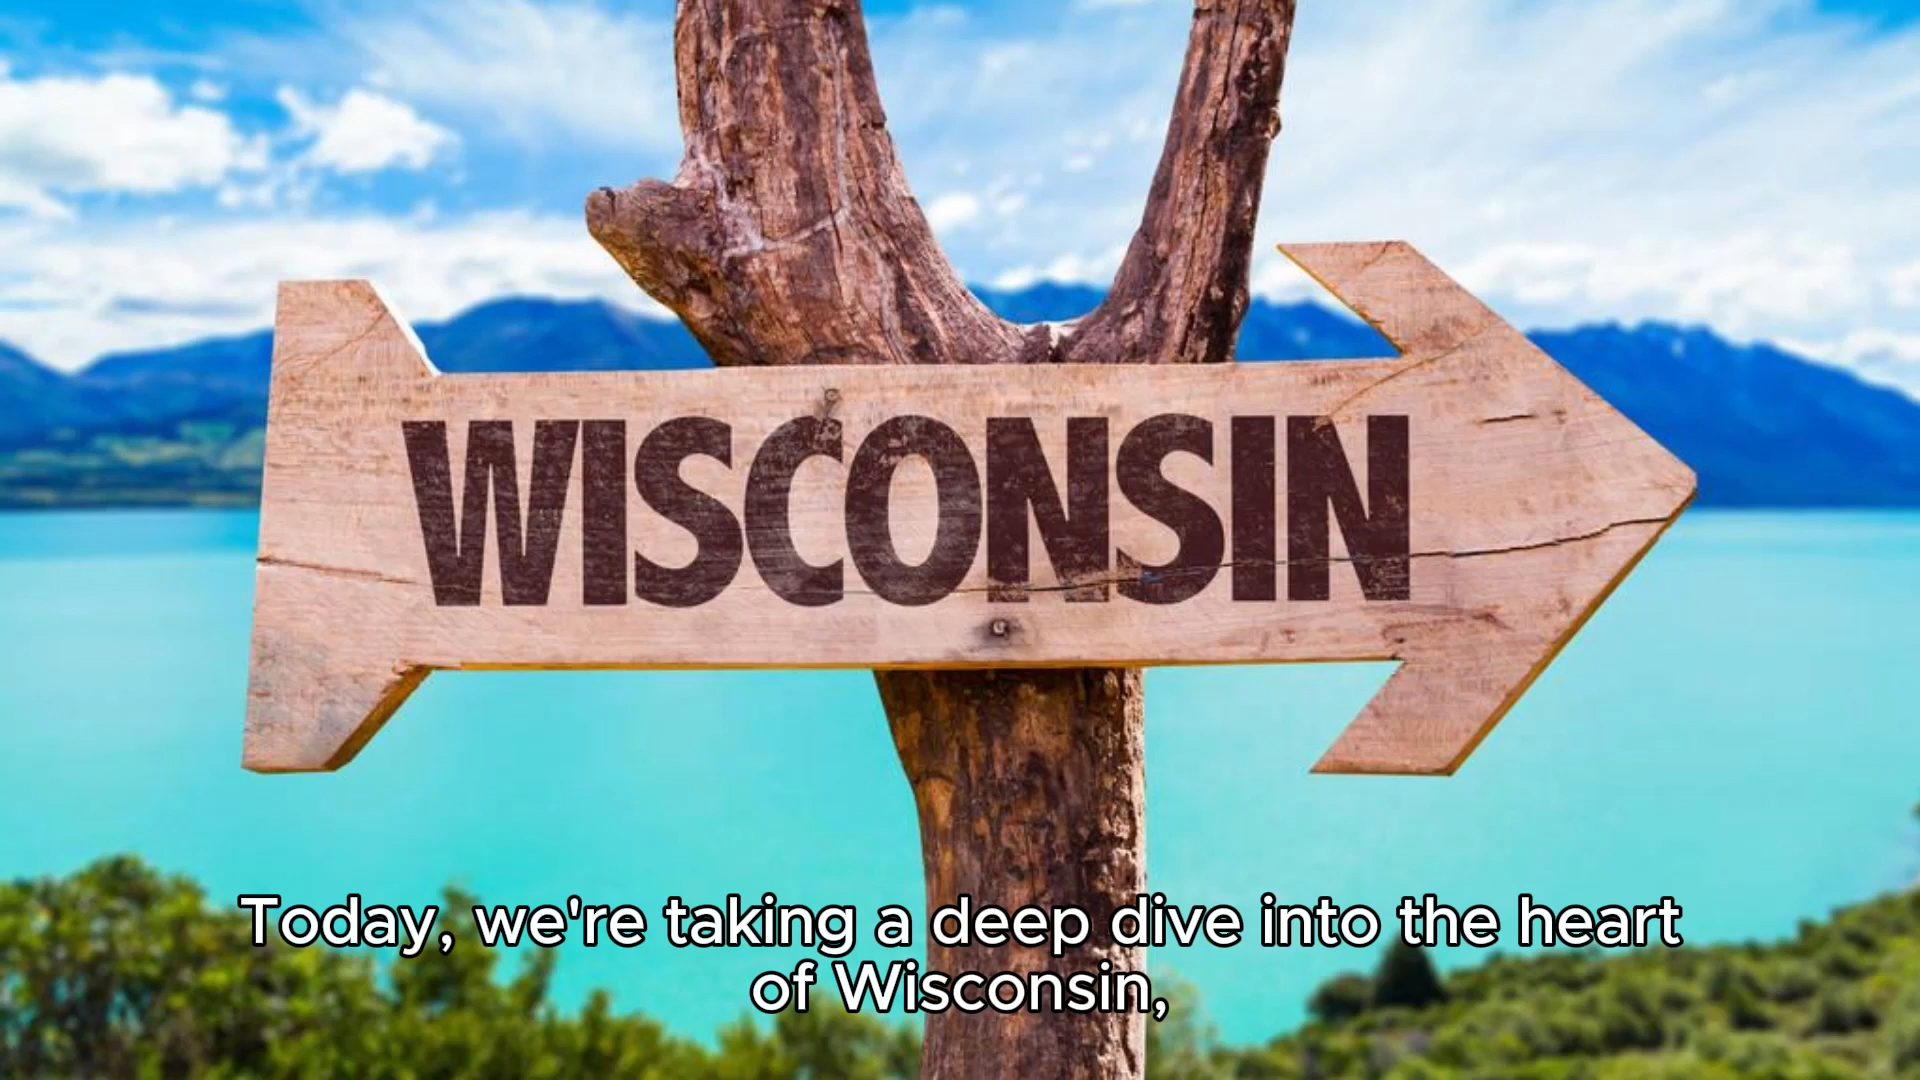 WISCONSIN
Today, we're taking a deep dive into the heart
of Wisconsin,